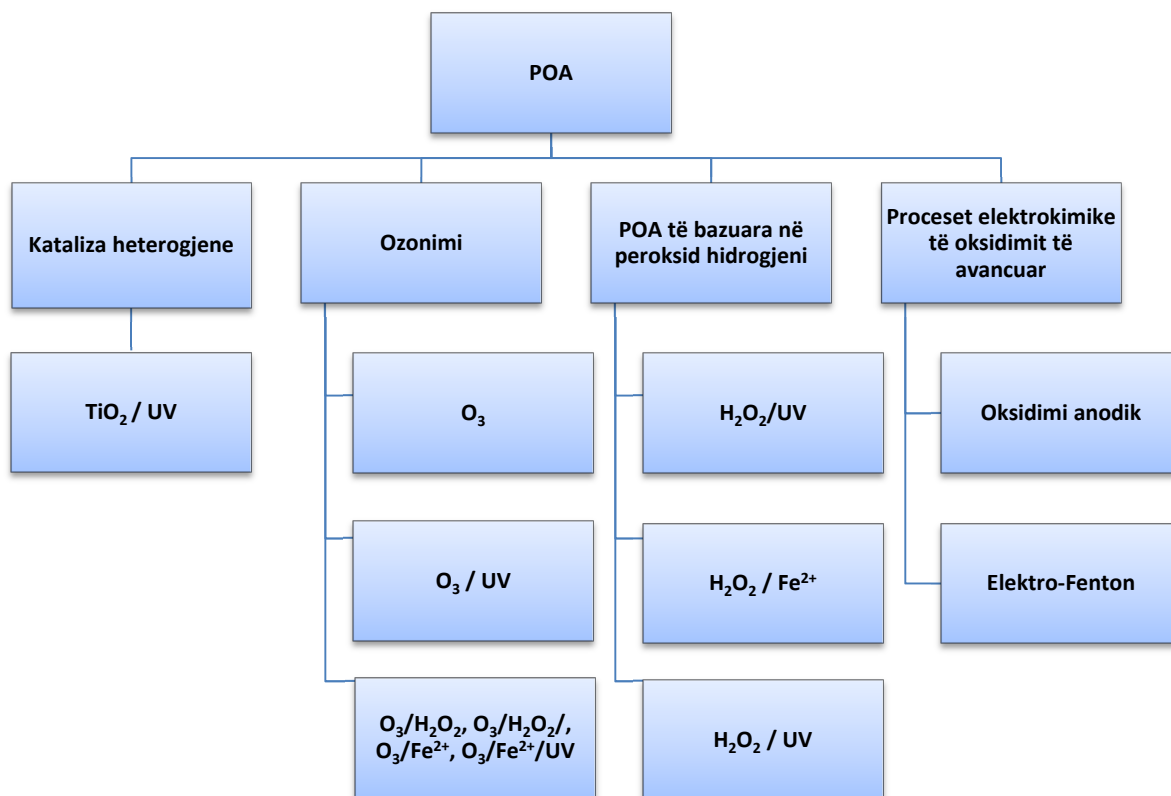 POA
Kataliza heterogjene
Ozonimi
POA të bazuara në
peroksid hidrogjeni
Proceset elektrokimike
të oksidimit të
avancuar
TiO₂ / UV
O₃
H₂O₂/UV
Oksidimi anodik
O₃ / UV
H₂O₂ / Fe²⁺
Elektro-Fenton
O₃/H₂O₂, O₃/H₂O₂/,
O₃/Fe²⁺, O₃/Fe²⁺/UV
H₂O₂ / UV